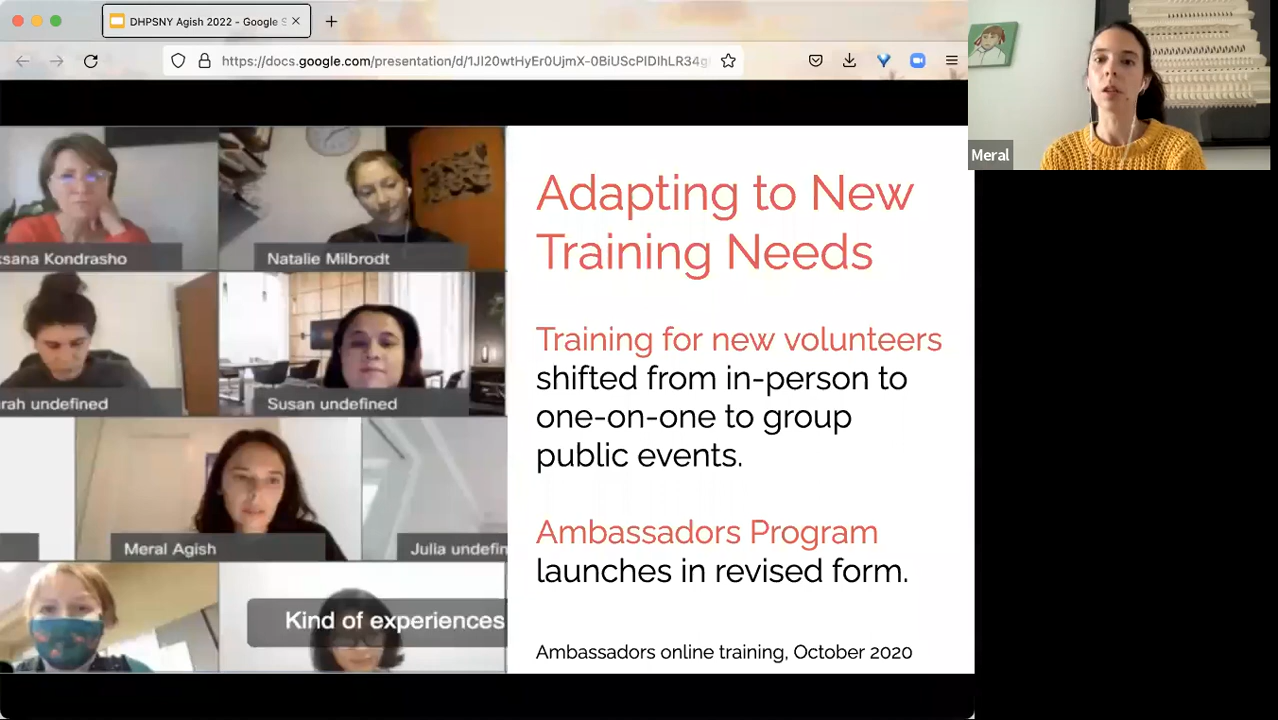 DHPSNY Agish 2022 - Google S
https://docs.google.com/presentation/d/1JI20wtHyEr0UjmX-0BiUScPIDIhLR34g
Meral
ksana Kondrasho
Natalie Milbrodt
rah undefined
Susan undefined
Meral Agish
Julia undefin
Kind of experiences
Adapting to New
Training Needs
Training for new volunteers
shifted from in-person to
one-on-one to group
public events.
Ambassadors Program
launches in revised form.
Ambassadors online training, October 2020